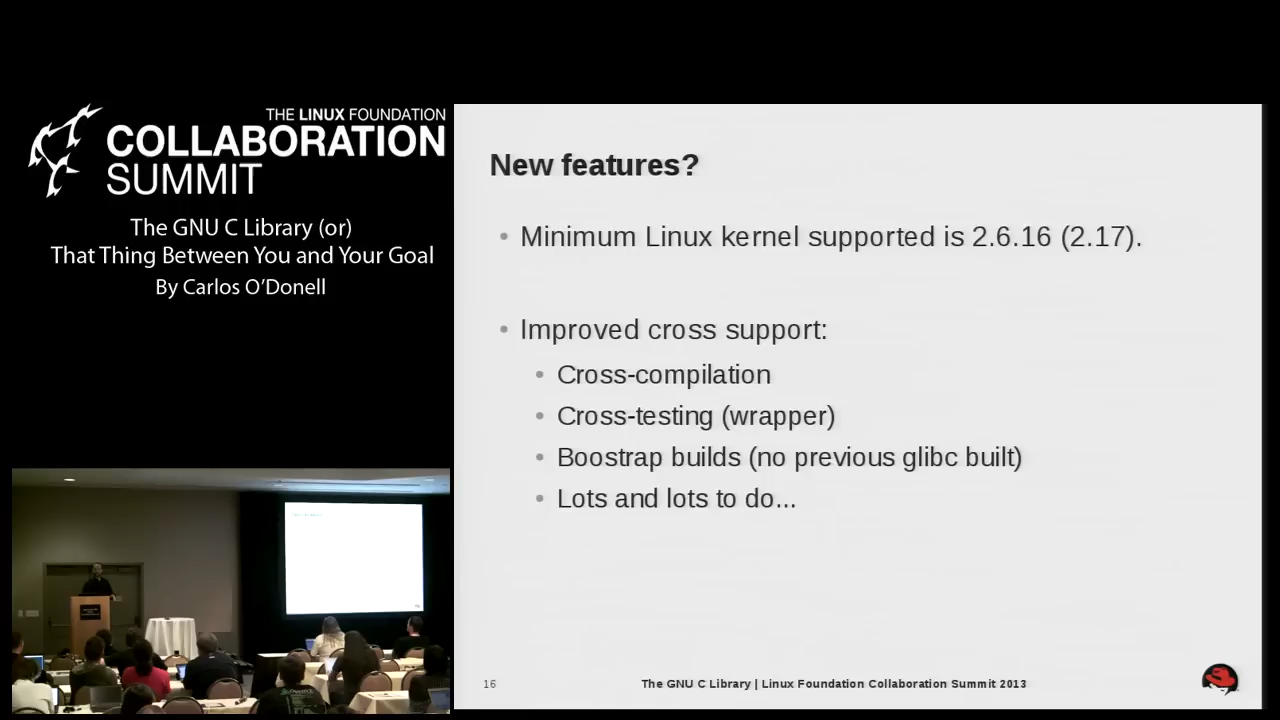 THE LINUX FOUNDATION
COLLABORATION
SUMMIT
The GNU C Library (or)
That Thing Between You and Your Goal
By Carlos O'Donell
New features?
• Minimum Linux kernel supported is 2.6.16 (2.17).
• Improved cross support:
• Cross-compilation
• Cross-testing (wrapper)
• Boostrap builds (no previous glibc built)
• Lots and lots to do...
16
The GNU C Library | Linux Foundation Collaboration Summit 2013